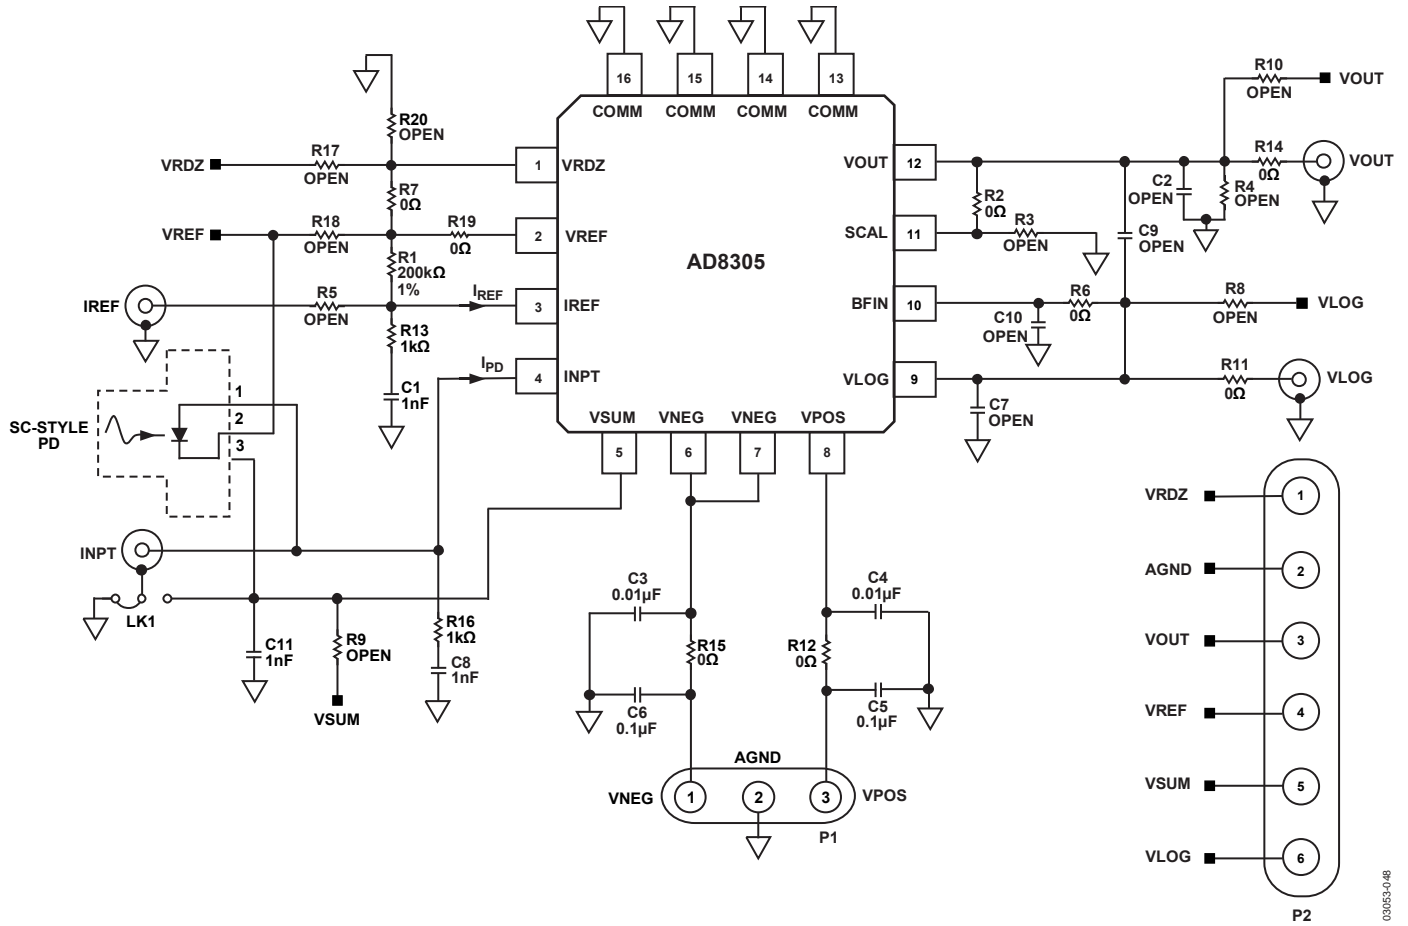 16
15
14
13
COMM
COMM
COMM
COMM
R10
OPEN
VOUT
R20
OPEN
VRDZ
R17
OPEN
1
VRDZ
VOUT
12
R14
0Ω
VOUT
R7
0Ω
C2
OPEN
R4
OPEN
R2
0Ω
VREF
R18
OPEN
R19
0Ω
2
VREF
SCAL
11
R3
OPEN
C9
OPEN
AD8305
R1
200kΩ
1%
IREF
R5
OPEN
IREF
3
IREF
BFIN
10
R6
0Ω
R8
OPEN
VLOG
C10
OPEN
R13
1kΩ
IPD
4
INPT
VLOG
9
R11
0Ω
VLOG
C1
1nF
C7
OPEN
SC-STYLE
PD
1
2
3
VSUM
VNEG
VNEG
VPOS
5
6
7
8
INPT
LK1
C11
1nF
R9
OPEN
VSUM
R16
1kΩ
C8
1nF
C3
0.01µF
C4
0.01µF
R15
0Ω
R12
0Ω
C6
0.1µF
C5
0.1µF
AGND
VNEG
1
2
3
VPOS
P1
VRDZ
1
AGND
2
VOUT
3
VREF
4
VSUM
5
VLOG
6
P2
03053-048